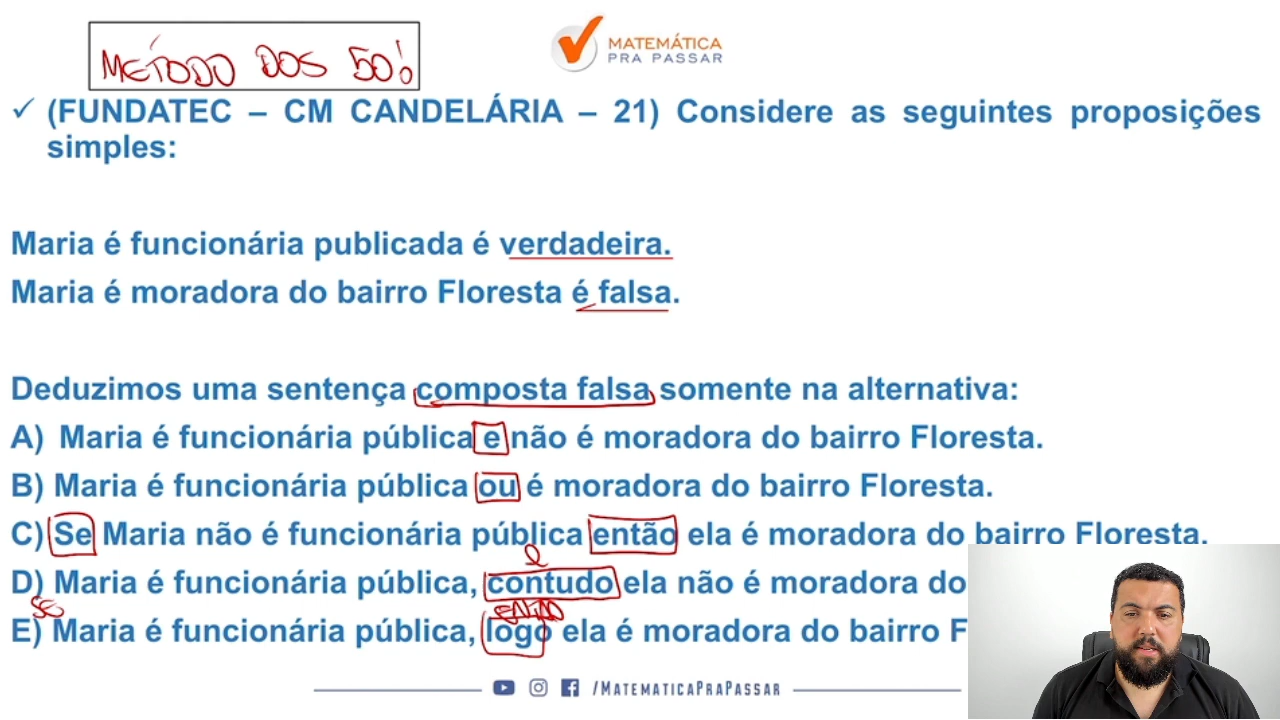 MÉTODO DOS 50!
MATEMÁTICA
PRA PASSAR
✓ (FUNDATEC – CM CANDELÁRIA – 21) Considere as seguintes proposições
simples:
Maria é funcionária publicada é verdadeira.
Maria é moradora do bairro Floresta é falsa.
Deduzimos uma sentença composta falsa somente na alternativa:
A) Maria é funcionária pública e não é moradora do bairro Floresta.
B) Maria é funcionária pública ou é moradora do bairro Floresta.
C) Se Maria não é funcionária pública então ela é moradora do bairro Floresta.
e
D) Maria é funcionária pública, contudo ela não é moradora do
SE ENTÃO
E) Maria é funcionária pública, logo ela é moradora do bairro F
/MATEMATICAPRAPASSAR